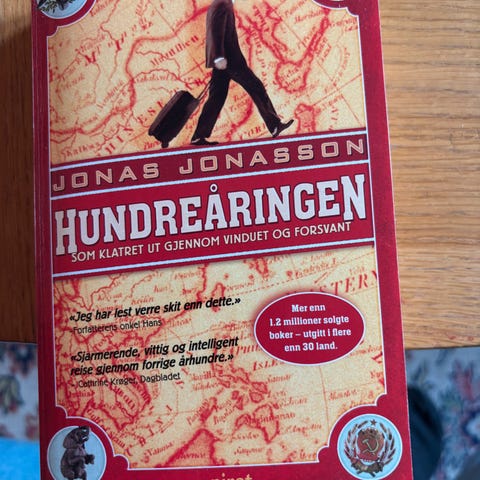 JONAS JONASSON
HUNDREÅRINGEN
SOM KLATRET UT GJENNOM VINDUET OG FORSVANT
«Jeg har lest verre skit enn dette.»
Forfatterens onkel Hans
«Sjarmerende, vittig og intelligent
reise gjennom forrige århundre.»
Cathrine Krøger, Dagbladet
Mer enn
1.2 millioner solgte
bøker – utgitt i flere
enn 30 land.